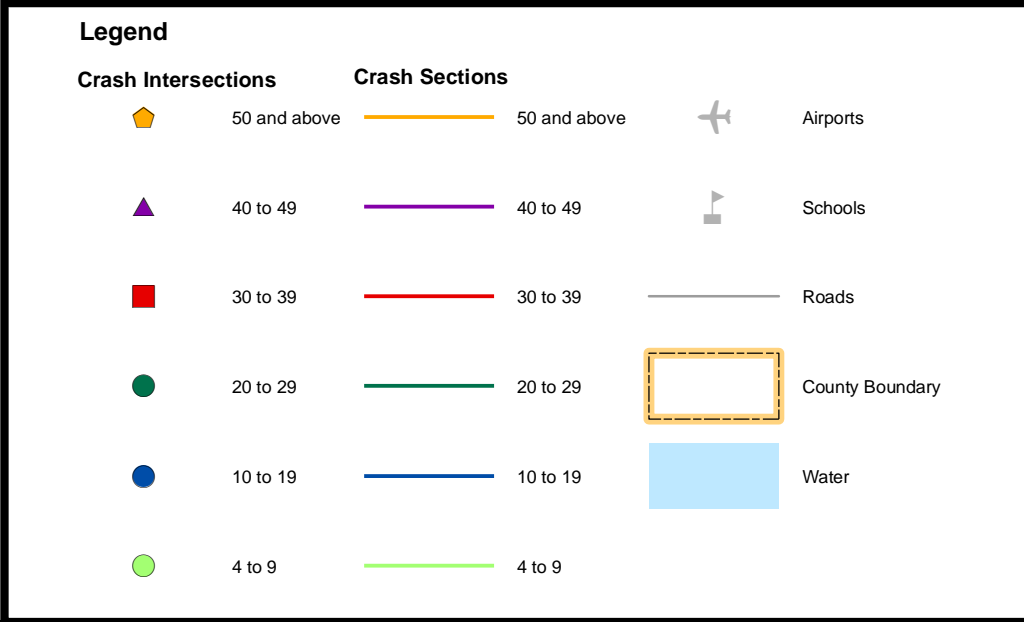 Legend
Crash Intersections
Crash Sections
50 and above
50 and above
Airports
40 to 49
40 to 49
Schools
30 to 39
30 to 39
Roads
20 to 29
20 to 29
County Boundary
10 to 19
10 to 19
Water
4 to 9
4 to 9